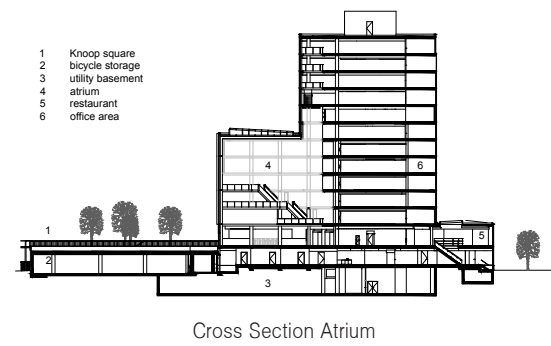 1 Knoop square
2 bicycle storage
3 utility basement
4 atrium
5 restaurant
6 office area
4
6
1
5
2
3
Cross Section Atrium